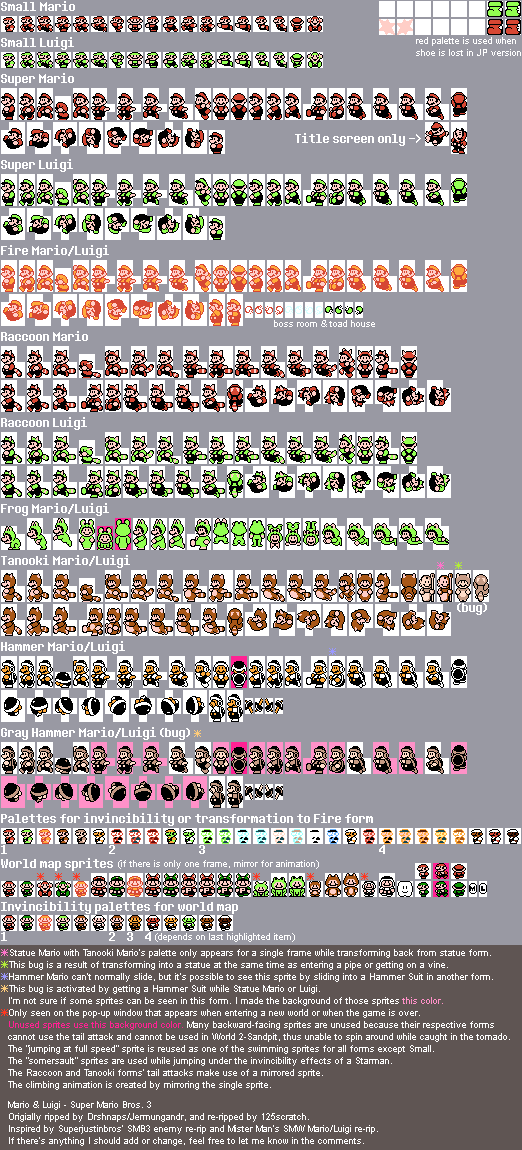 Small Mario
red palette is used when
shoe is lost in JP version
Small Luigi
Super Mario
Title screen only ->
Super Luigi
Fire Mario/Luigi
boss room & toad house
Raccoon Mario
Raccoon Luigi
Frog Mario/Luigi
Tanooki Mario/Luigi
(bug)
Hammer Mario/Luigi
Gray Hammer Mario/Luigi (bug)
Palettes for invincibility or transformation to Fire form
1 2 3 4
World map sprites (if there is only one frame, mirror for animation)
M L
Invincibility palettes for world map
1 2 3 4 (depends on last highlighted item)
Statue Mario with Tanooki Mario's palette only appears for a single frame while transforming back from statue form.
This bug is a result of transforming into a statue at the same time as entering a pipe or getting on a vine.
Hammer Mario can't normally slide, but it's possible to see this sprite by sliding into a Hammer Suit in another form.
This bug is activated by getting a Hammer Suit while Statue Mario or Luigi.
I'm not sure if some sprites can be seen in this form. I made the background of those sprites this color.
Only seen on the pop-up window that appears when entering a new world or when the game is over.
Unused sprites use this background color. Many backward-facing sprites are unused because their respective forms
cannot use the tail attack and cannot be used in World 2-Sandpit, thus unable to spin around while caught in the tornado.
The "jumping at full speed" sprite is reused as one of the swimming sprites for all forms except Small.
The "somersault" sprites are used while jumping under the invincibility effects of a Starman.
The Raccoon and Tanooki forms' tail attacks make use of a mirrored sprite.
The climbing animation is created by mirroring the single sprite.
Mario & Luigi - Super Mario Bros. 3
Origially ripped by Drshnaps/Jermungandr, and re-ripped by 125scratch.
Inspired by Superjustinbros' SMB3 enemy re-rip and Mister Man's SMW Mario/Luigi re-rip.
If there's anything I should add or change, feel free to let me know in the comments.